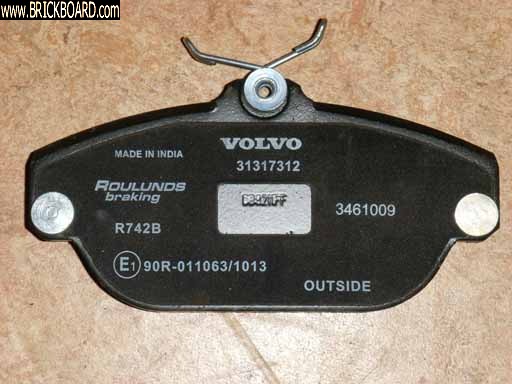 www.BRICKBOARD.com
VOLVO
MADE IN INDIA
31317312
ROULUNDS
braking
3461009
R742B
E1 90R-011063/1013
OUTSIDE